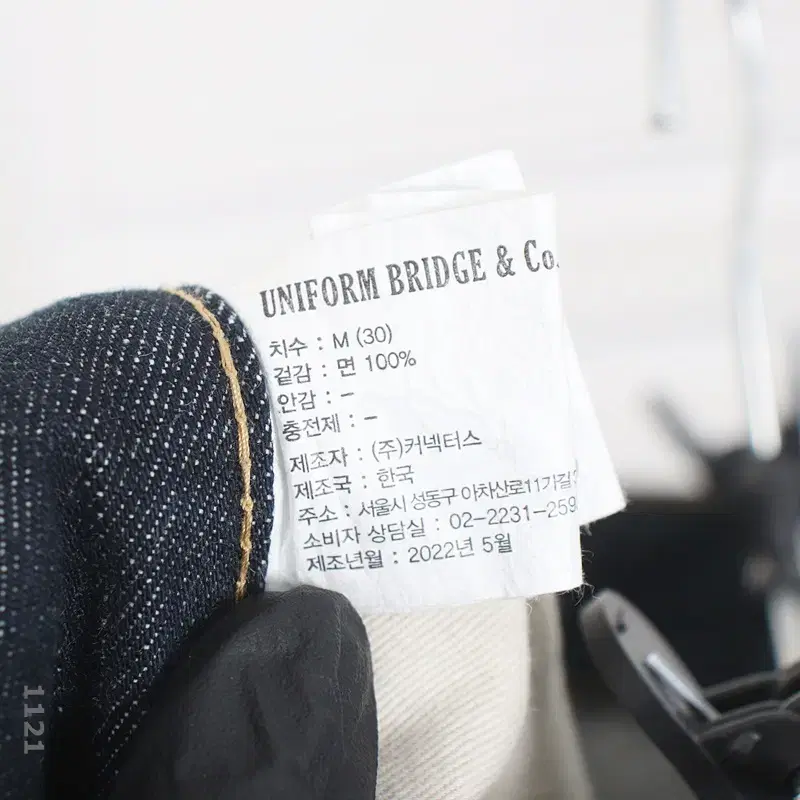 UNIFORM BRIDGE & Co.
치수 : M (30)
겉감 : 면 100%
안감 : –
충전제 : –
제조자 : (주)커넥터스
제조국 : 한국
주소 : 서울시 성동구 아차산로11가길
소비자 상담실 : 02-2231-259
제조년월 : 2022년 5월
1121